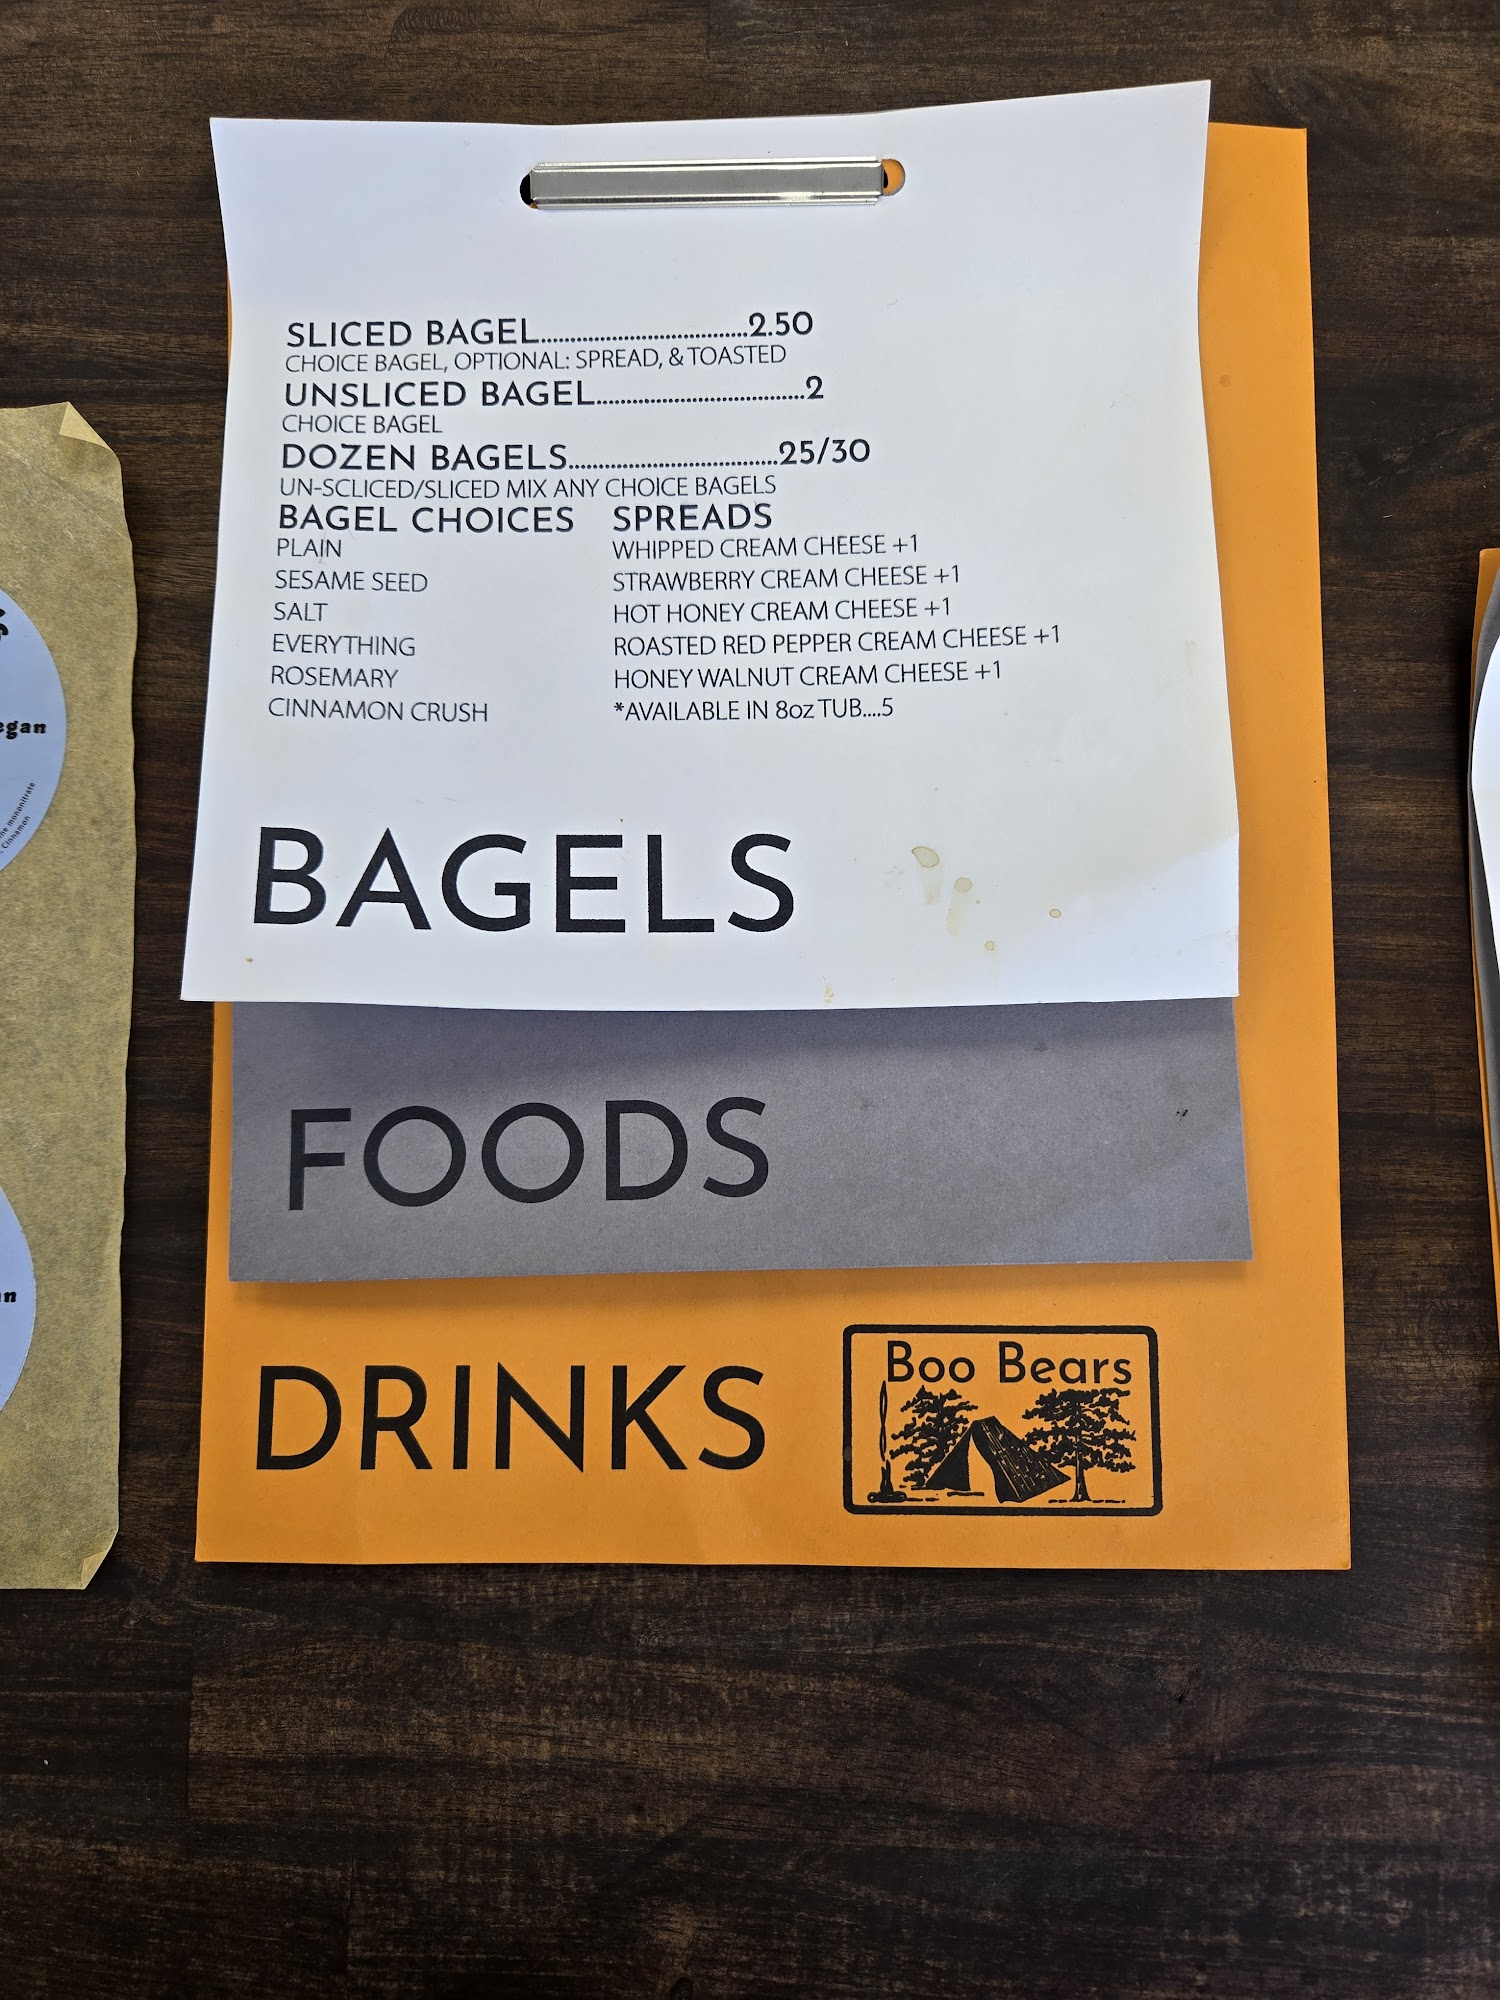 SLICED BAGEL..................................2.50
CHOICE BAGEL, OPTIONAL: SPREAD, & TOASTED
UNSLICED BAGEL..................................2
CHOICE BAGEL
DOZEN BAGELS..................................25/30
UN-SCLICED/SLICED MIX ANY CHOICE BAGELS
BAGEL CHOICES
PLAIN
SESAME SEED
SALT
EVERYTHING
ROSEMARY
CINNAMON CRUSH
SPREADS
WHIPPED CREAM CHEESE +1
STRAWBERRY CREAM CHEESE +1
HOT HONEY CREAM CHEESE +1
ROASTED RED PEPPER CREAM CHEESE +1
HONEY WALNUT CREAM CHEESE +1
*AVAILABLE IN 8oz TUB....5
BAGELS
FOODS
DRINKS
Boo Bears
egan
mononitrate
Cinnamon